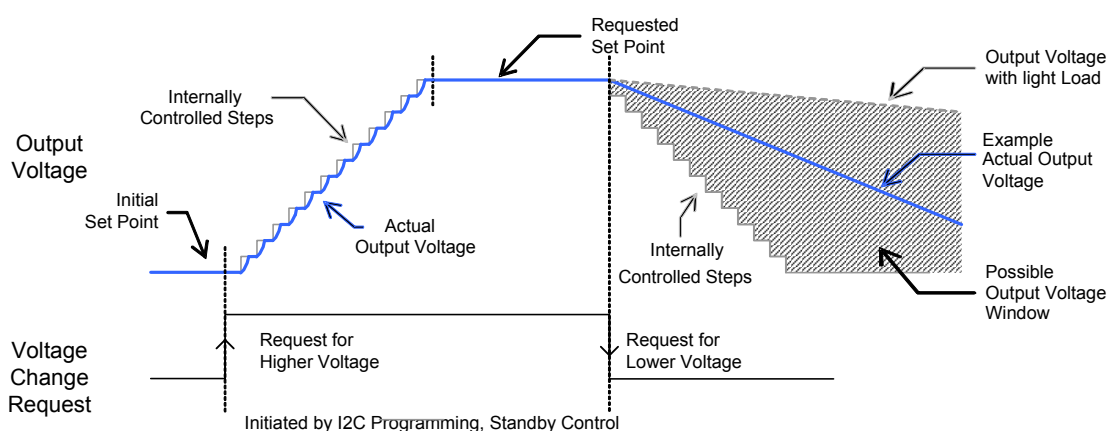 Requested
Set Point
Output Voltage
with light Load
Internally
Controlled Steps
Output
Voltage
Example
Actual Output
Voltage
Initial
Set Point
Actual
Output Voltage
Internally
Controlled Steps
Possible
Output Voltage
Window
Voltage
Change
Request
Request for
Higher Voltage
Request for
Lower Voltage
Initiated by I2C Programming, Standby Control